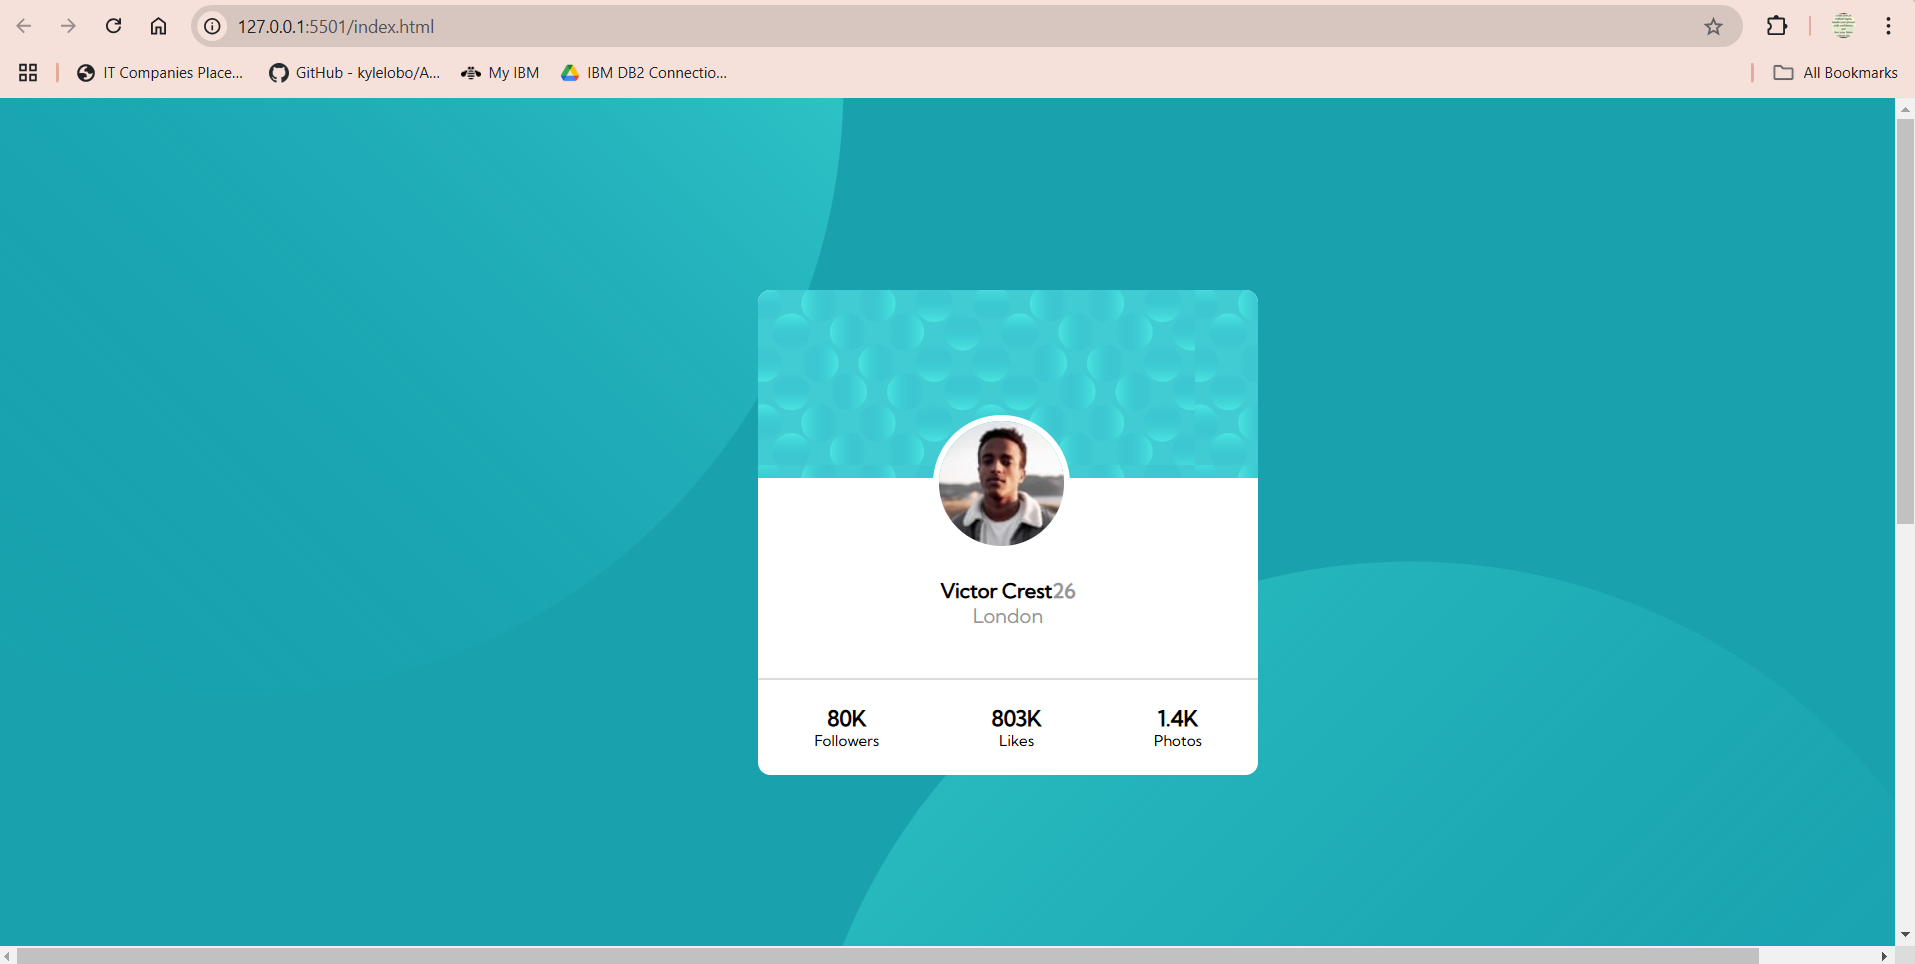 127.0.0.1:5501/index.html
IT Companies Place... GitHub - kylelobo/A... My IBM IBM DB2 Connectio... All Bookmarks
Victor Crest26
London
80K 803K 1.4K
Followers Likes Photos